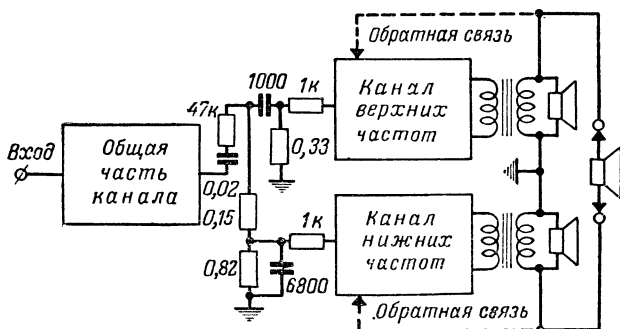 Обратная связь
1000
1к
Канал
верхних
частот
47к
0,33
Вход
Общая
часть
канала
0,02
0,15
1к
Канал
нижних
частот
0,82
6800
Обратная связь